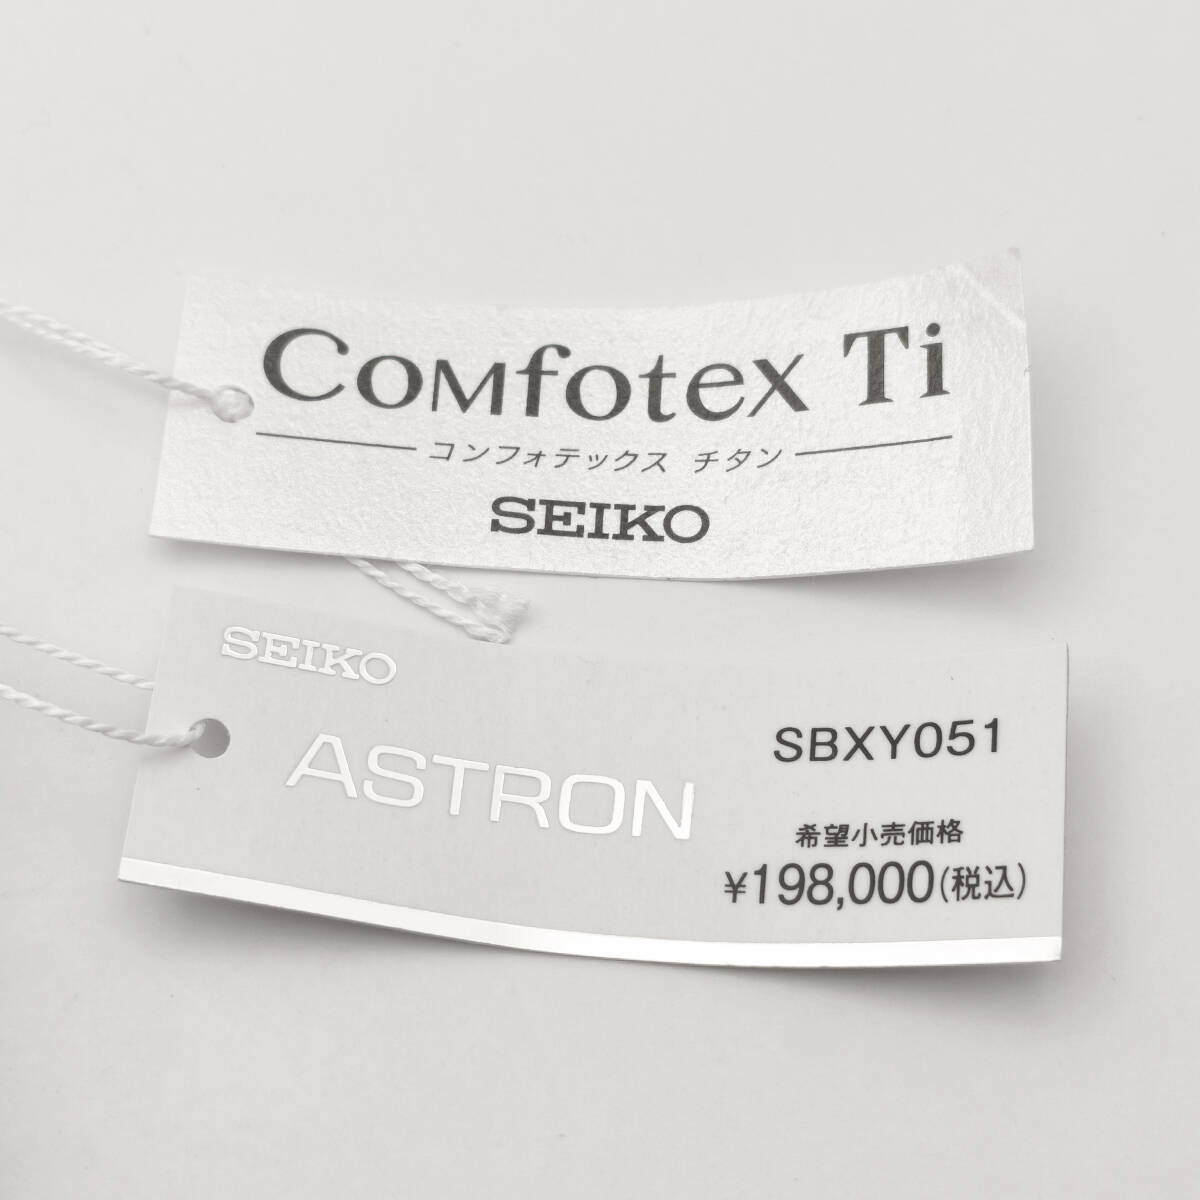 Comfotex Ti
コンフォテックス チタン
SEIKO
SEIKO
ASTRON
SBXY051
希望小売価格
¥198,000(税込)